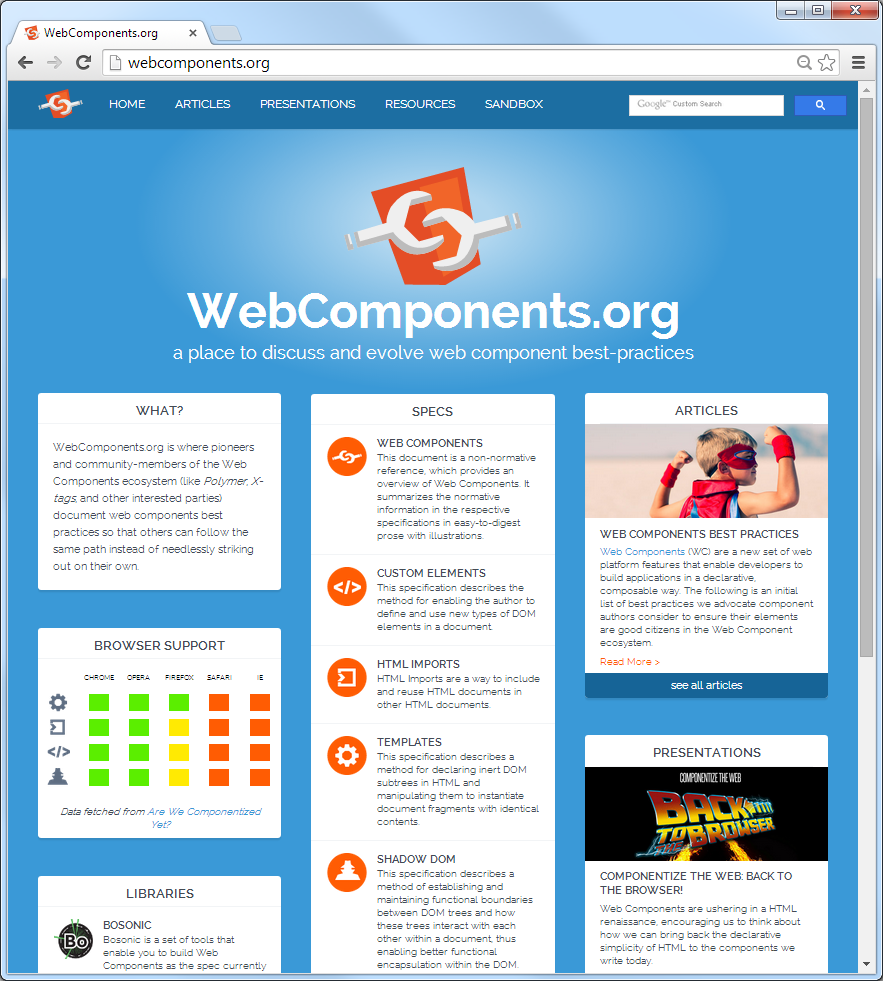 WebComponents.org
webcomponents.org
HOME ARTICLES PRESENTATIONS RESOURCES SANDBOX
Google™ Custom Search
WebComponents.org
a place to discuss and evolve web component best-practices
WHAT?
WebComponents.org is where pioneers
and community-members of the Web
Components ecosystem (like Polymer, X-
tags, and other interested parties)
document web components best
practices so that others can follow the
same path instead of needlessly striking
out on their own.
BROWSER SUPPORT
CHROME OPERA FIREFOX SAFARI IE
Data fetched from Are We Componentized
Yet?
LIBRARIES
Bo
BOSONIC
Bosonic is a set of tools that
enable you to build Web
Components as the spec currently
SPECS
WEB COMPONENTS
This document is a non-normative
reference, which provides an
overview of Web Components. It
summarizes the normative
information in the respective
specifications in easy-to-digest
prose with illustrations.
CUSTOM ELEMENTS
This specification describes the
method for enabling the author to
define and use new types of DOM
elements in a document.
HTML IMPORTS
HTML Imports are a way to include
and reuse HTML documents in
other HTML documents.
TEMPLATES
This specification describes a
method for declaring inert DOM
subtrees in HTML and
manipulating them to instantiate
document fragments with identical
contents.
SHADOW DOM
This specification describes a
method of establishing and
maintaining functional boundaries
between DOM trees and how
these trees interact with each
other within a document, thus
enabling better functional
encapsulation within the DOM.
ARTICLES
WEB COMPONENTS BEST PRACTICES
Web Components (WC) are a new set of web
platform features that enable developers to
build applications in a declarative,
composable way. The following is an initial
list of best practices we advocate component
authors consider to ensure their elements
are good citizens in the Web Component
ecosystem.
Read More >
see all articles
PRESENTATIONS
COMPONENTIZE THE WEB
BACK
TO THE
BROWSER
COMPONENTIZE THE WEB: BACK TO
THE BROWSER!
Web Components are ushering in a HTML
renaissance, encouraging us to think about
how we can bring back the declarative
simplicity of HTML to the components we
write today.